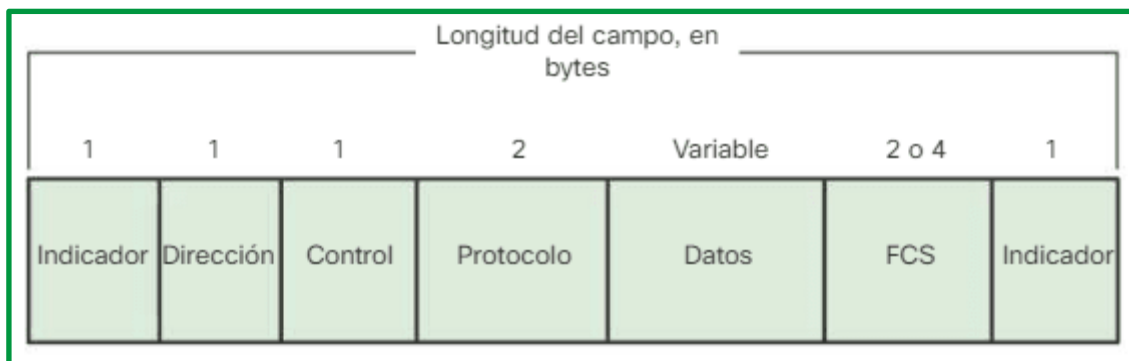 Longitud del campo, en
bytes
1 1 1 2 Variable 2 o 4 1
Indicador Dirección Control Protocolo Datos FCS Indicador